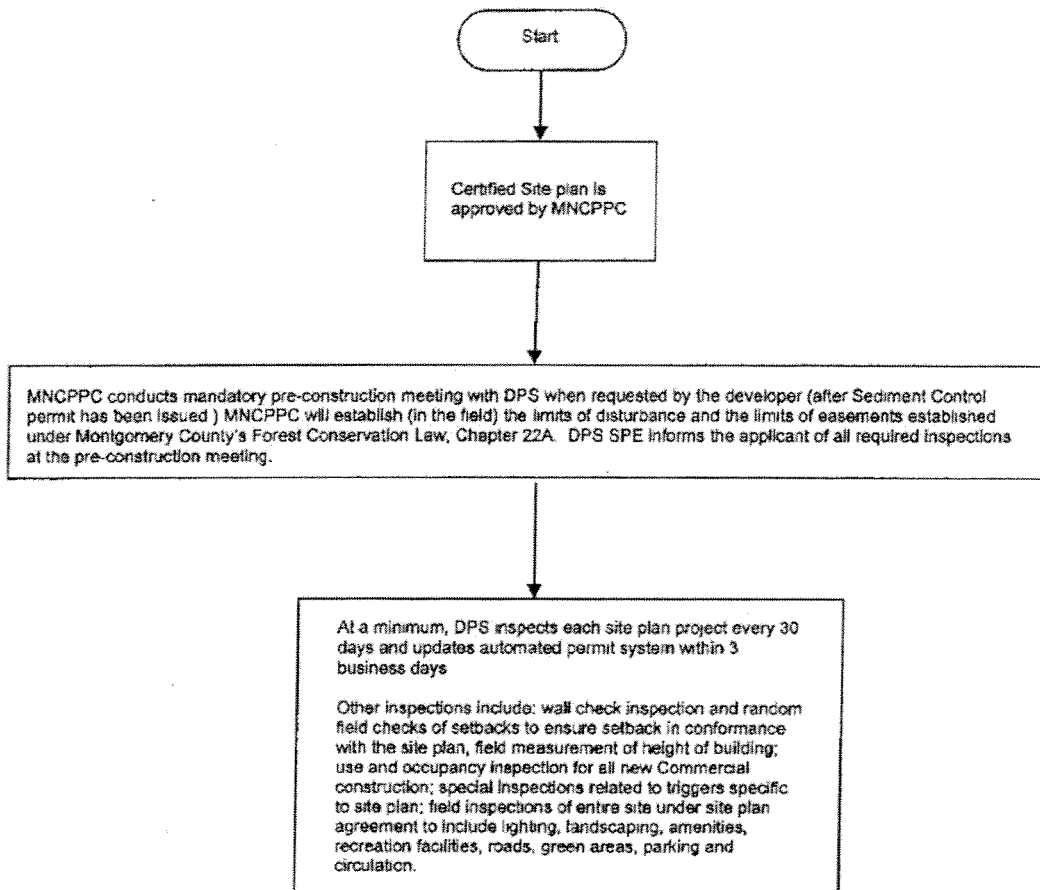 Start
Certified Site plan is
approved by MNCPPC
MNCPPC conducts mandatory pre-construction meeting with DPS when requested by the developer (after Sediment Control
permit has been issued ) MNCPPC will establish (in the field) the limits of disturbance and the limits of easements established
under Montgomery County's Forest Conservation Law, Chapter 22A. DPS SPE informs the applicant of all required inspections
at the pre-construction meeting.
At a minimum, DPS inspects each site plan project every 30
days and updates automated permit system within 3
business days
Other inspections include: wall check inspection and random
field checks of setbacks to ensure setback in conformance
with the site plan, field measurement of height of building;
use and occupancy inspection for all new Commercial
construction; special inspections related to triggers specific
to site plan; field inspections of entire site under site plan
agreement to include lighting, landscaping, amenities,
recreation facilities, roads, green areas, parking and
circulation.